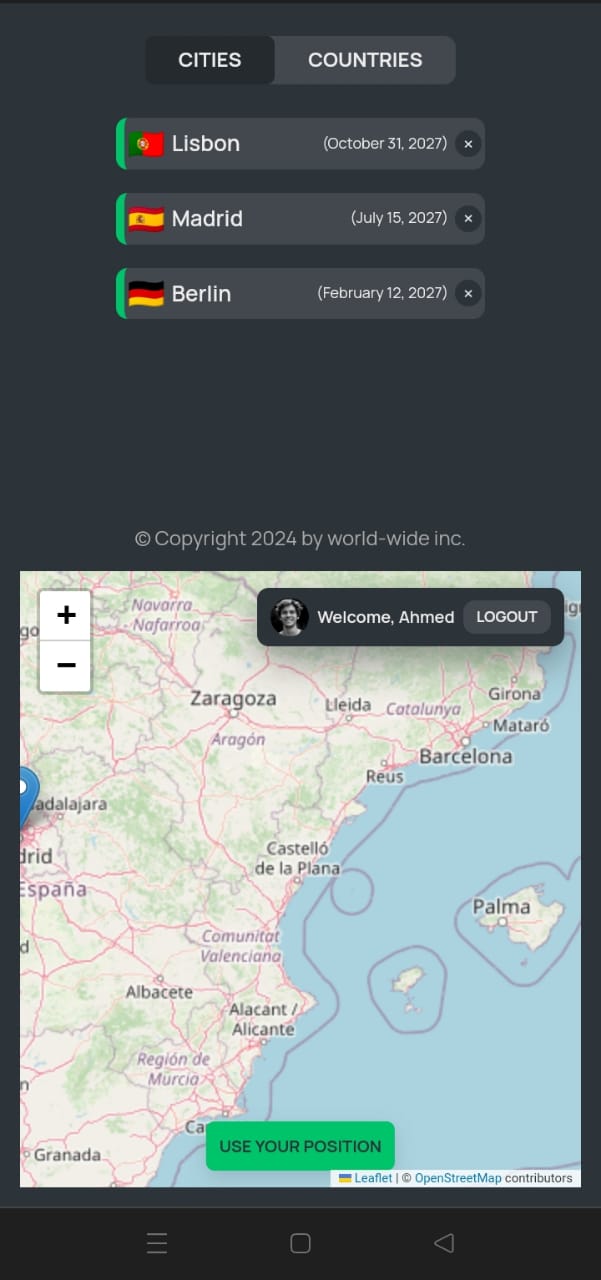 CITIES COUNTRIES
Lisbon (October 31, 2027) ×
Madrid (July 15, 2027) ×
Berlin (February 12, 2027) ×
© Copyright 2024 by world-wide inc.
+
−
Welcome, Ahmed LOGOUT
Navarra
- Nafarroa
go
Zaragoza
Lleida
Catalunya
Girona
Mataró
Aragón
Barcelona
Reus
adalajara
drid
España
Castelló
de la Plana
Palma
Comunitat
Valenciana
d
Albacete
Alacant /
Alicante
Región de
Murcia
n
Ca
Granada
USE YOUR POSITION
Leaflet | © OpenStreetMap contributors